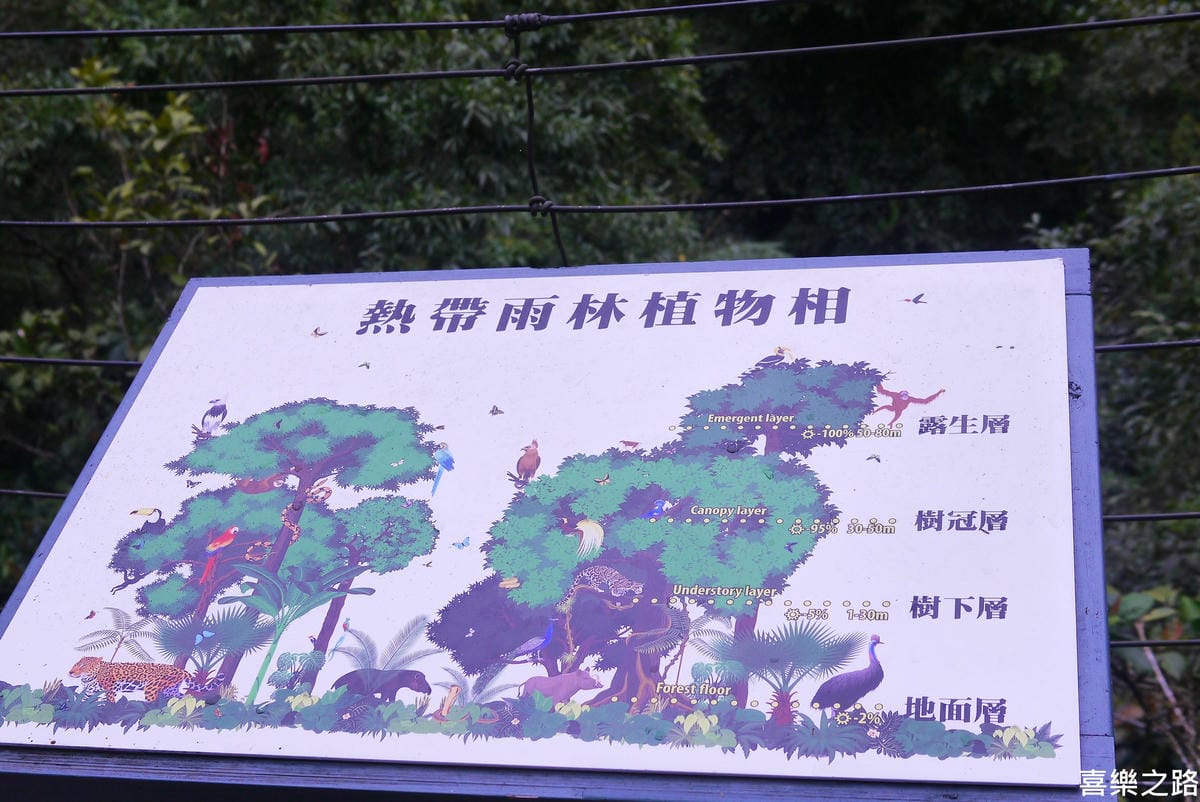 熱帶雨林植物相
Emergent layer
-100% 50-80m 露生層
Canopy layer
-95% 30-50m 樹冠層
Understory layer
-5% 1-30m 樹下層
Forest floor
-2% 地面層
喜樂之路